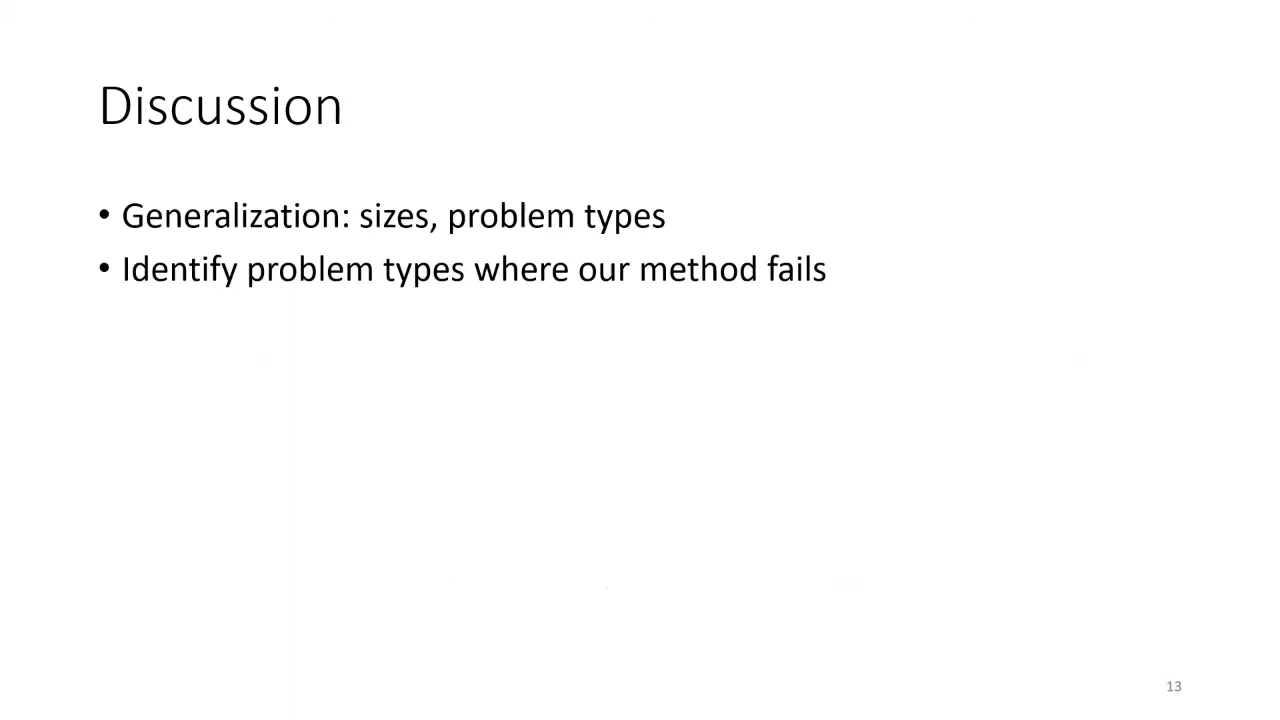 Discussion
• Generalization: sizes, problem types
• Identify problem types where our method fails
13